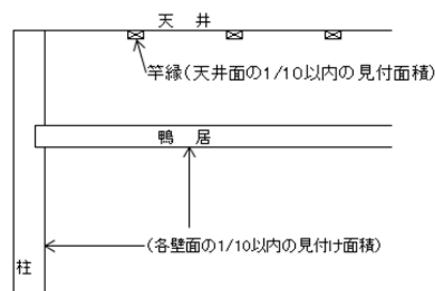 天 井
竿縁(天井面の1/10以内の見付面積)
鴨 居
(各壁面の1/10以内の見付け面積)
柱